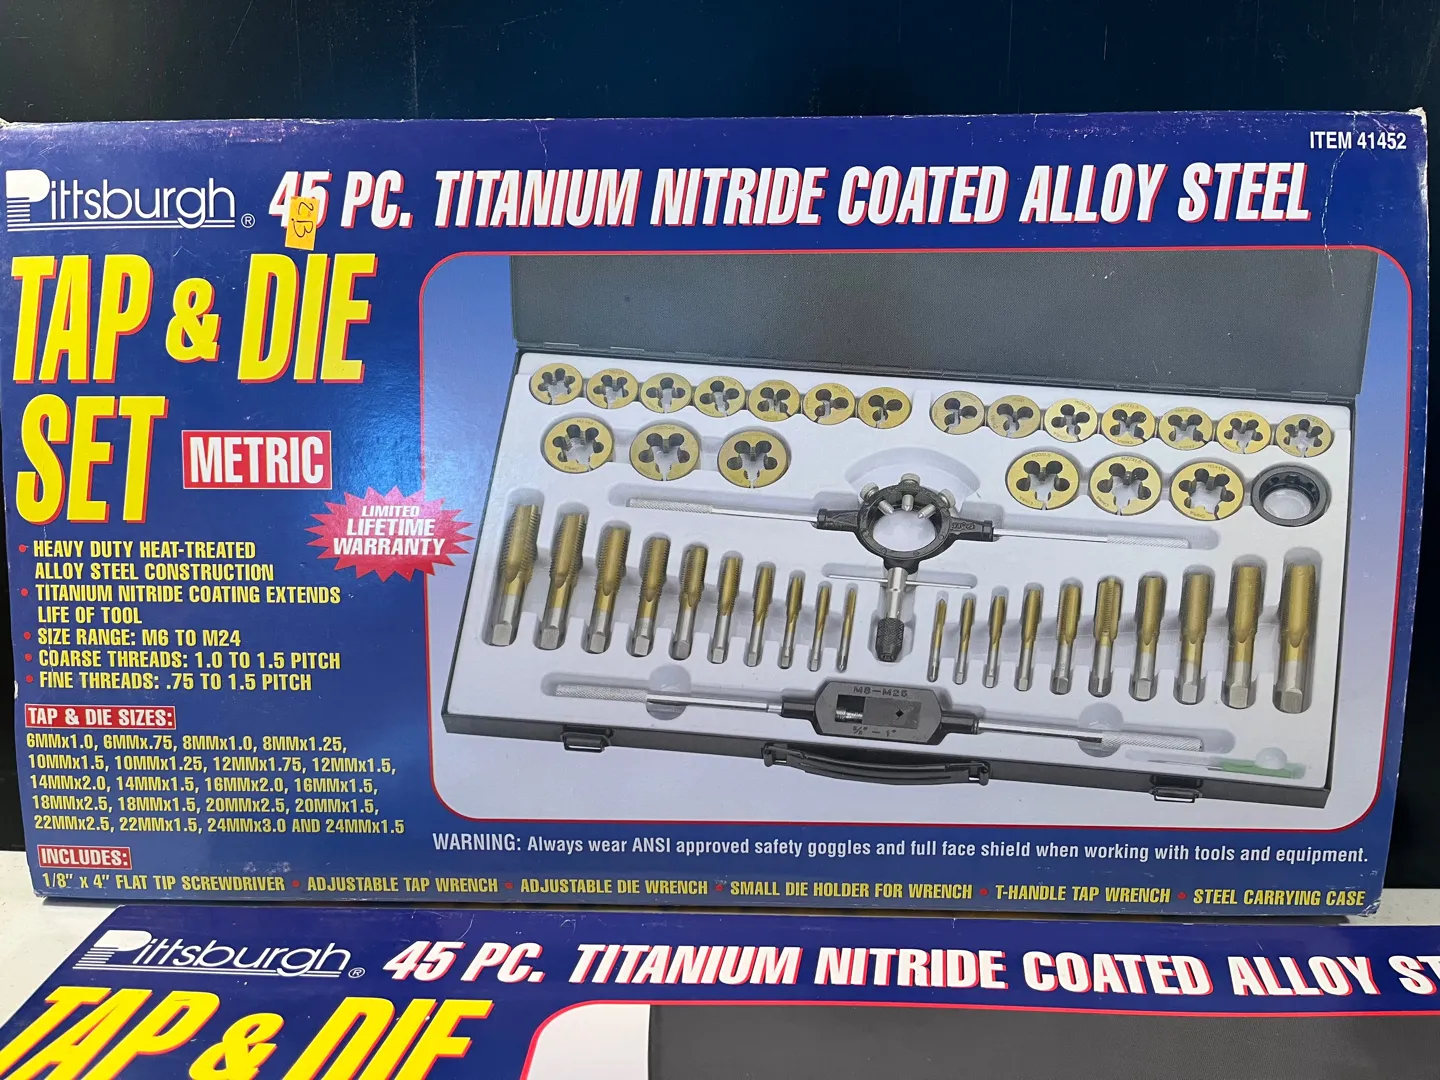 ITEM 41452
Pittsburgh® 45 PC. TITANIUM NITRIDE COATED ALLOY STEEL
TAP & DIE
SET METRIC
LIMITED
LIFETIME
WARRANTY
• HEAVY DUTY HEAT-TREATED
ALLOY STEEL CONSTRUCTION
• TITANIUM NITRIDE COATING EXTENDS
LIFE OF TOOL
• SIZE RANGE: M6 TO M24
• COARSE THREADS: 1.0 TO 1.5 PITCH
• FINE THREADS: .75 TO 1.5 PITCH
TAP & DIE SIZES:
6MMx1.0, 6MMx.75, 8MMx1.0, 8MMx1.25,
10MMx1.5, 10MMx1.25, 12MMx1.75, 12MMx1.5,
14MMx2.0, 14MMx1.5, 16MMx2.0, 16MMx1.5,
18MMx2.5, 18MMx1.5, 20MMx2.5, 20MMx1.5,
22MMx2.5, 22MMx1.5, 24MMx3.0 AND 24MMx1.5
M8-M26
WARNING: Always wear ANSI approved safety goggles and full face shield when working with tools and equipment.
INCLUDES:
1/8" x 4" FLAT TIP SCREWDRIVER • ADJUSTABLE TAP WRENCH • ADJUSTABLE DIE WRENCH • SMALL DIE HOLDER FOR WRENCH • T-HANDLE TAP WRENCH • STEEL CARRYING CASE
Pittsburgh® 45 PC. TITANIUM NITRIDE COATED ALLOY ST
TAP & DIE